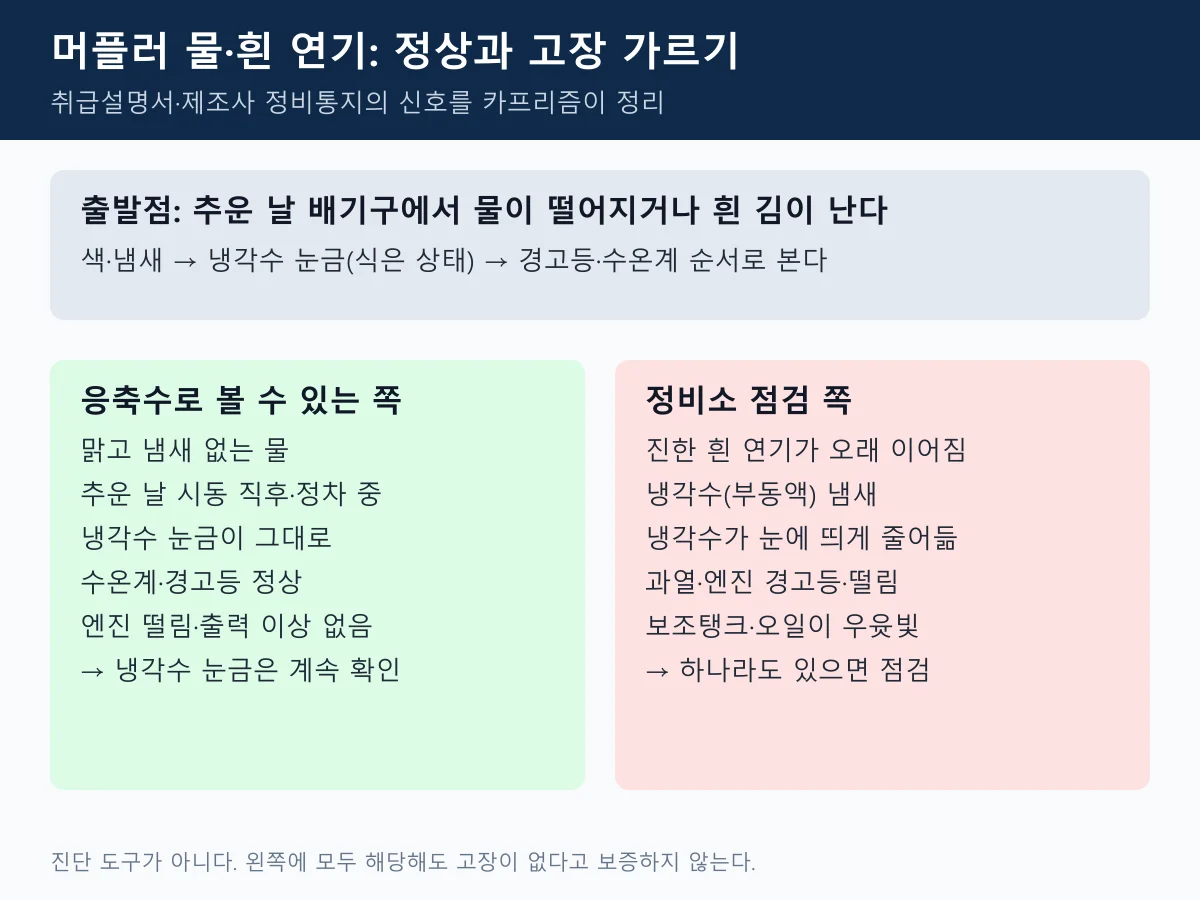 머플러 물·흰 연기: 정상과 고장 가르기
취급설명서·제조사 정비통지의 신호를 카프리즘이 정리
출발점: 추운 날 배기구에서 물이 떨어지거나 흰 김이 난다
색·냄새 → 냉각수 눈금(식은 상태) → 경고등·수온계 순서로 본다
응축수로 볼 수 있는 쪽
맑고 냄새 없는 물
추운 날 시동 직후·정차 중
냉각수 눈금이 그대로
수온계·경고등 정상
엔진 떨림·출력 이상 없음
→ 냉각수 눈금은 계속 확인
정비소 점검 쪽
진한 흰 연기가 오래 이어짐
냉각수(부동액) 냄새
냉각수가 눈에 띄게 줄어듦
과열·엔진 경고등·떨림
보조탱크·오일이 우윳빛
→ 하나라도 있으면 점검
진단 도구가 아니다. 왼쪽에 모두 해당해도 고장이 없다고 보증하지 않는다.